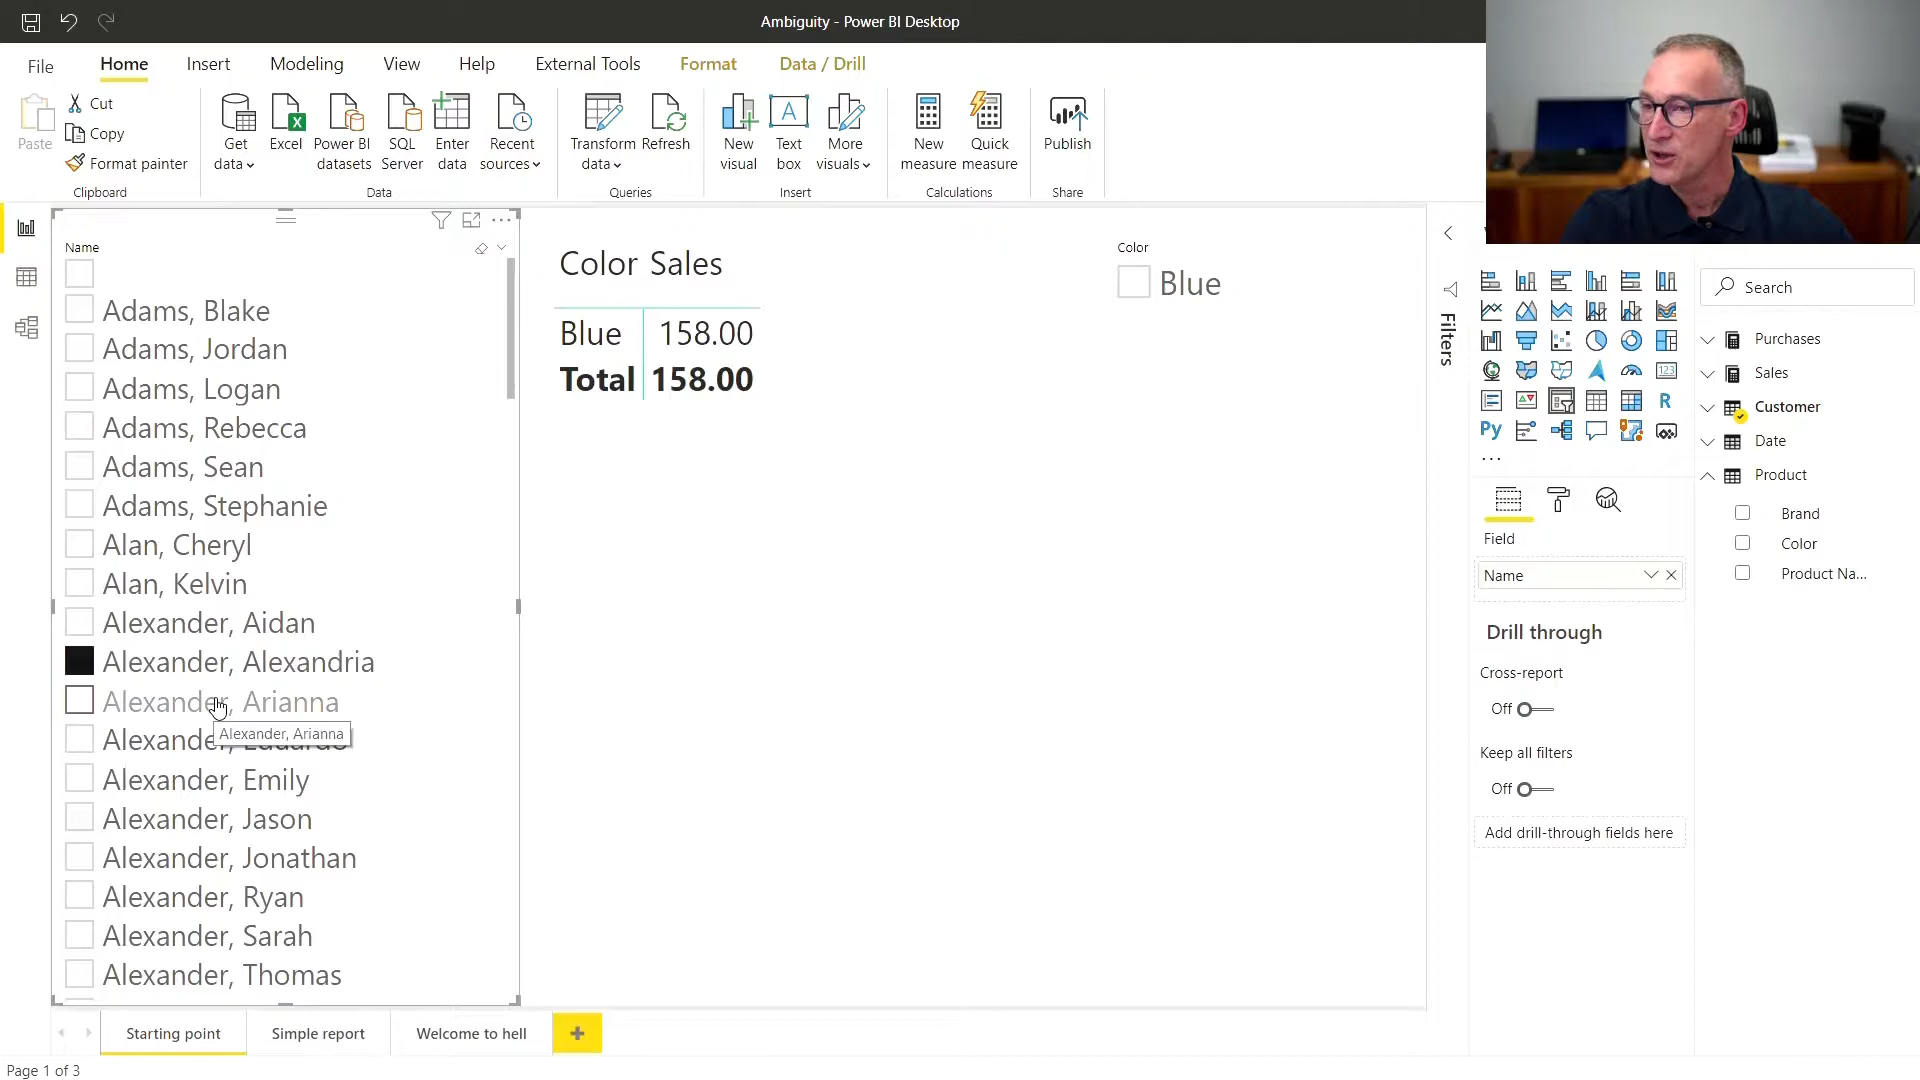 Ambiguity - Power BI Desktop
File
Home
Insert
Modeling
View
Help
External Tools
Format
Data / Drill
Paste
Cut
Copy
Format painter
Clipboard
Get data
Excel
Power BI datasets
SQL Server
Enter data
Recent sources
Data
Transform data
Refresh
Queries
New visual
Text box
More visuals
Insert
New measure
Quick measure
Calculations
Publish
Share
Name
Adams, Blake
Adams, Jordan
Adams, Logan
Adams, Rebecca
Adams, Sean
Adams, Stephanie
Alan, Cheryl
Alan, Kelvin
Alexander, Aidan
Alexander, Alexandria
Alexander, Arianna
Alexander, Arianna
Alexander,
Alexander, Emily
Alexander, Jason
Alexander, Jonathan
Alexander, Ryan
Alexander, Sarah
Alexander, Thomas
Color Sales
Blue 158.00
Total 158.00
Color
Blue
Filters
123
R
Py
...
Field
Name
Drill through
Cross-report
Off
Keep all filters
Off
Add drill-through fields here
Search
Purchases
Sales
Customer
Date
Product
Brand
Color
Product Na...
Starting point
Simple report
Welcome to hell
+
Page 1 of 3